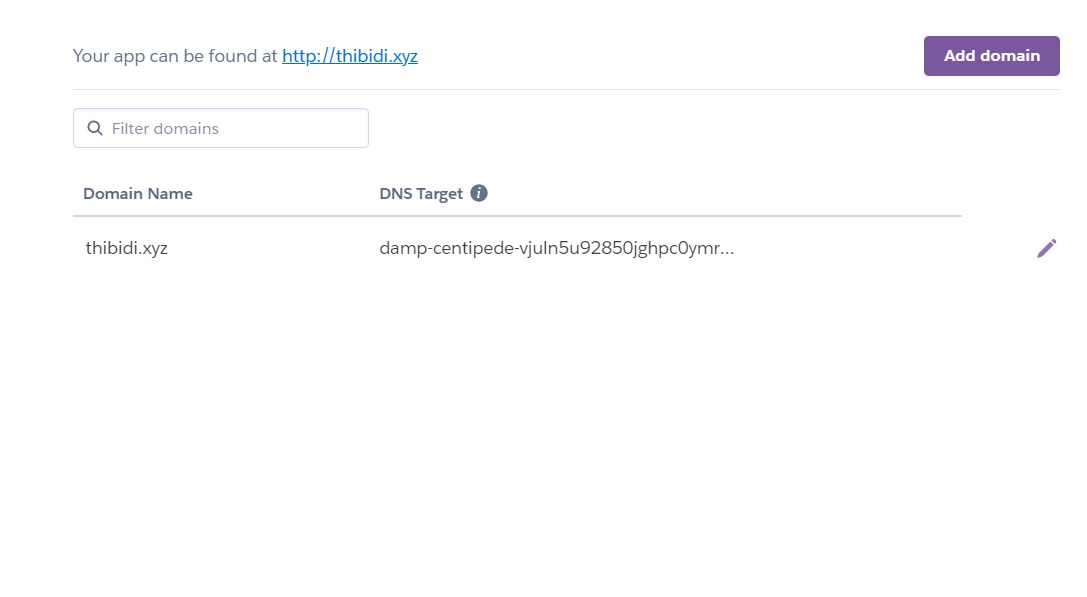 Your app can be found at http://thibidi.xyz
Add domain
Filter domains
Domain Name
DNS Target
thibidi.xyz
damp-centipede-vjuln5u92850jghpc0ymr...